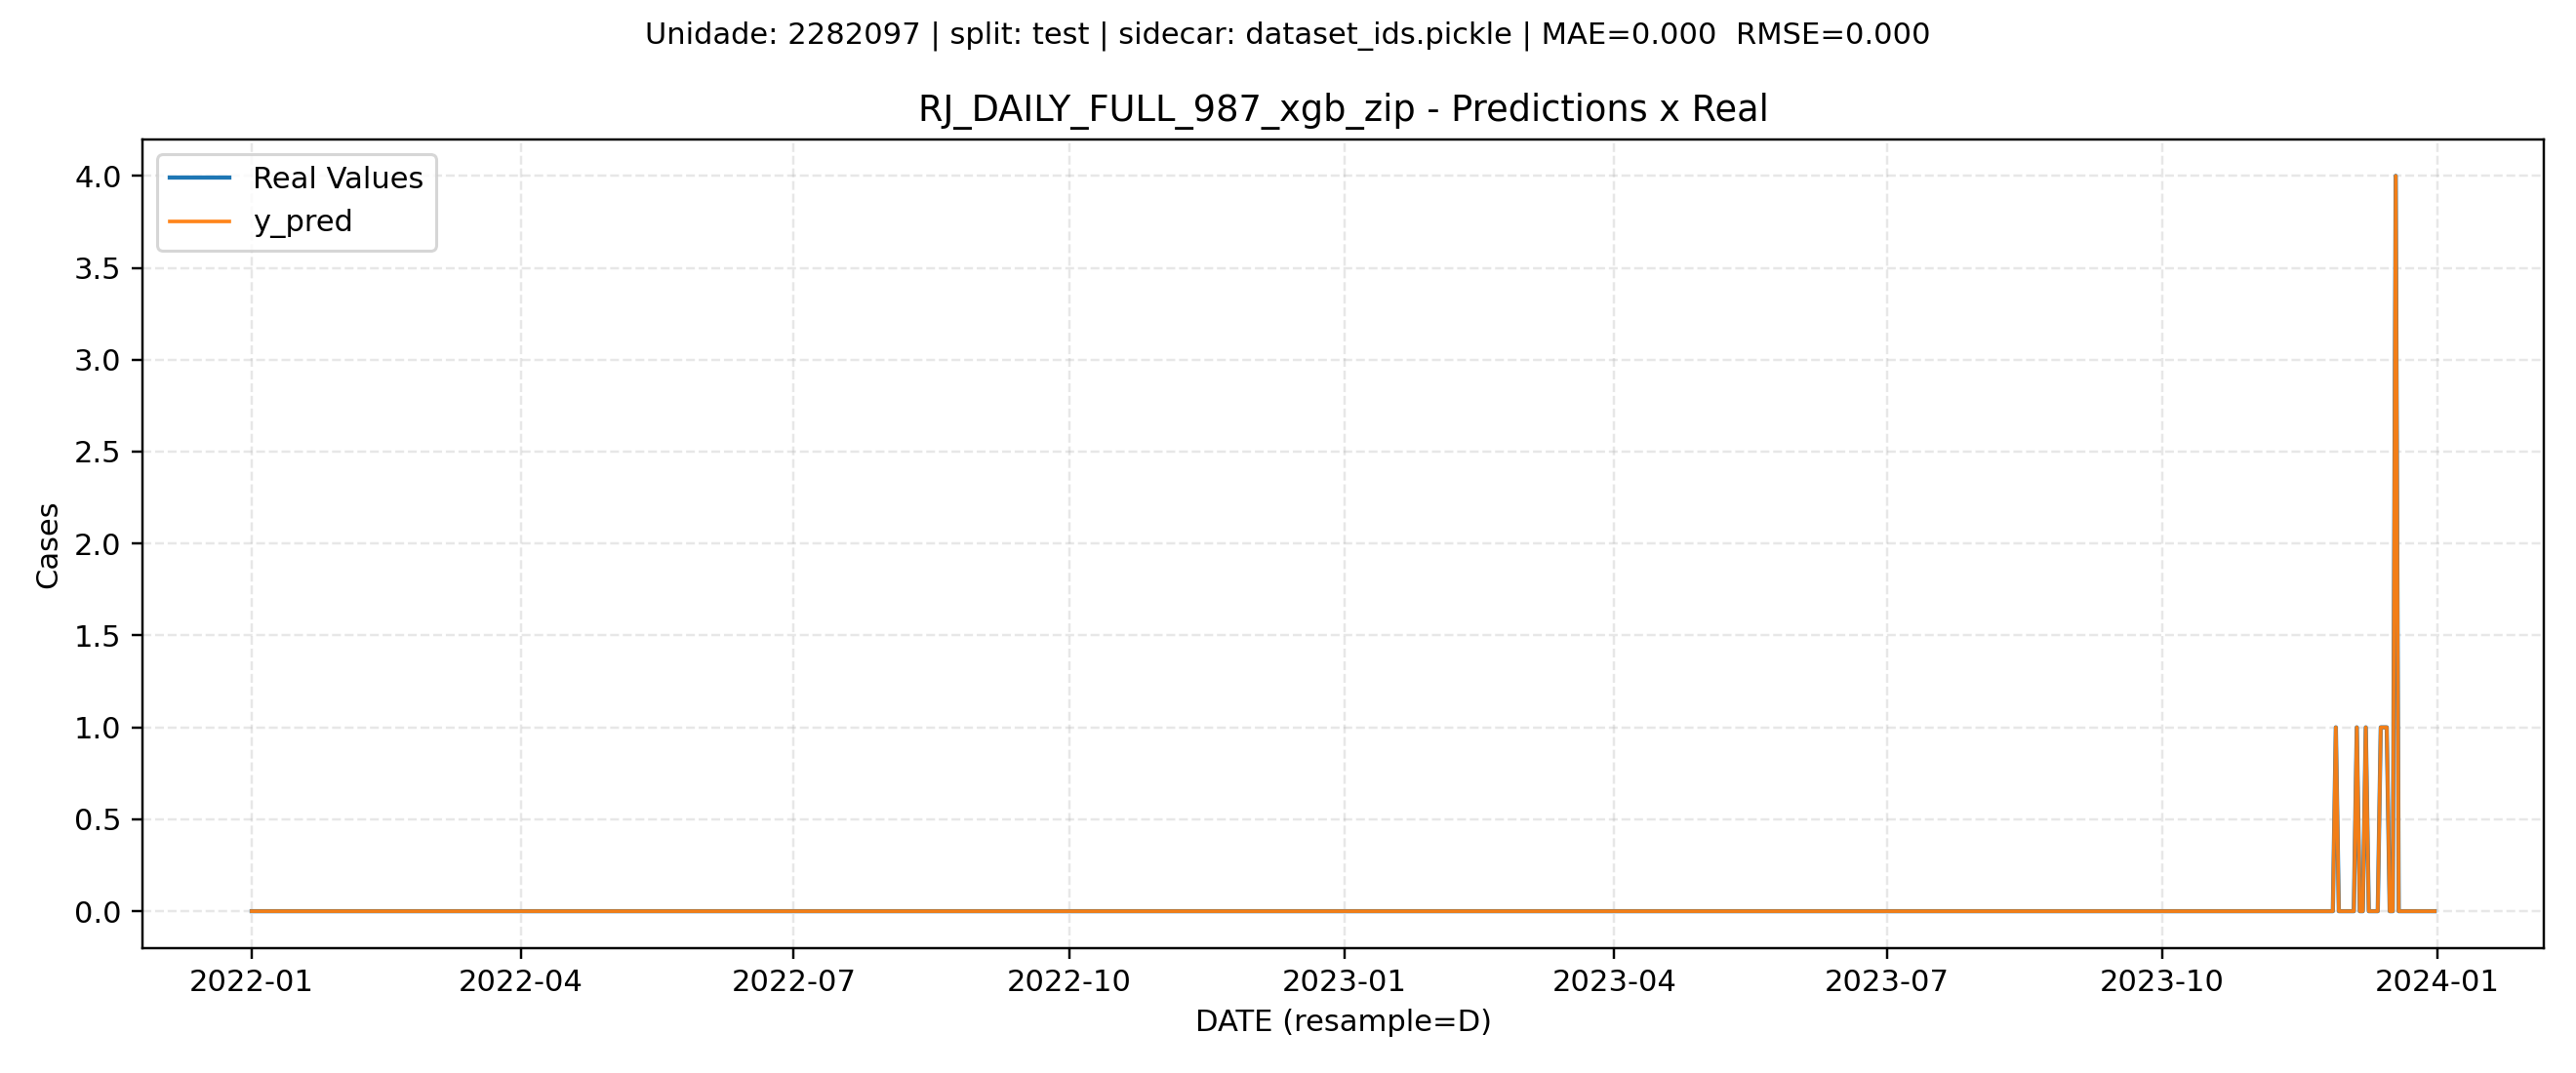 Unidade: 2282097 | split: test | sidecar: dataset_ids.pickle | MAE=0.000  RMSE=0.000
RJ_DAILY_FULL_987_xgb_zip - Predictions x Real
Real Values
y_pred
4.0
3.5
3.0
2.5
2.0
1.5
1.0
0.5
0.0
Cases
2022-01 2022-04 2022-07 2022-10 2023-01 2023-04 2023-07 2023-10 2024-01
DATE (resample=D)